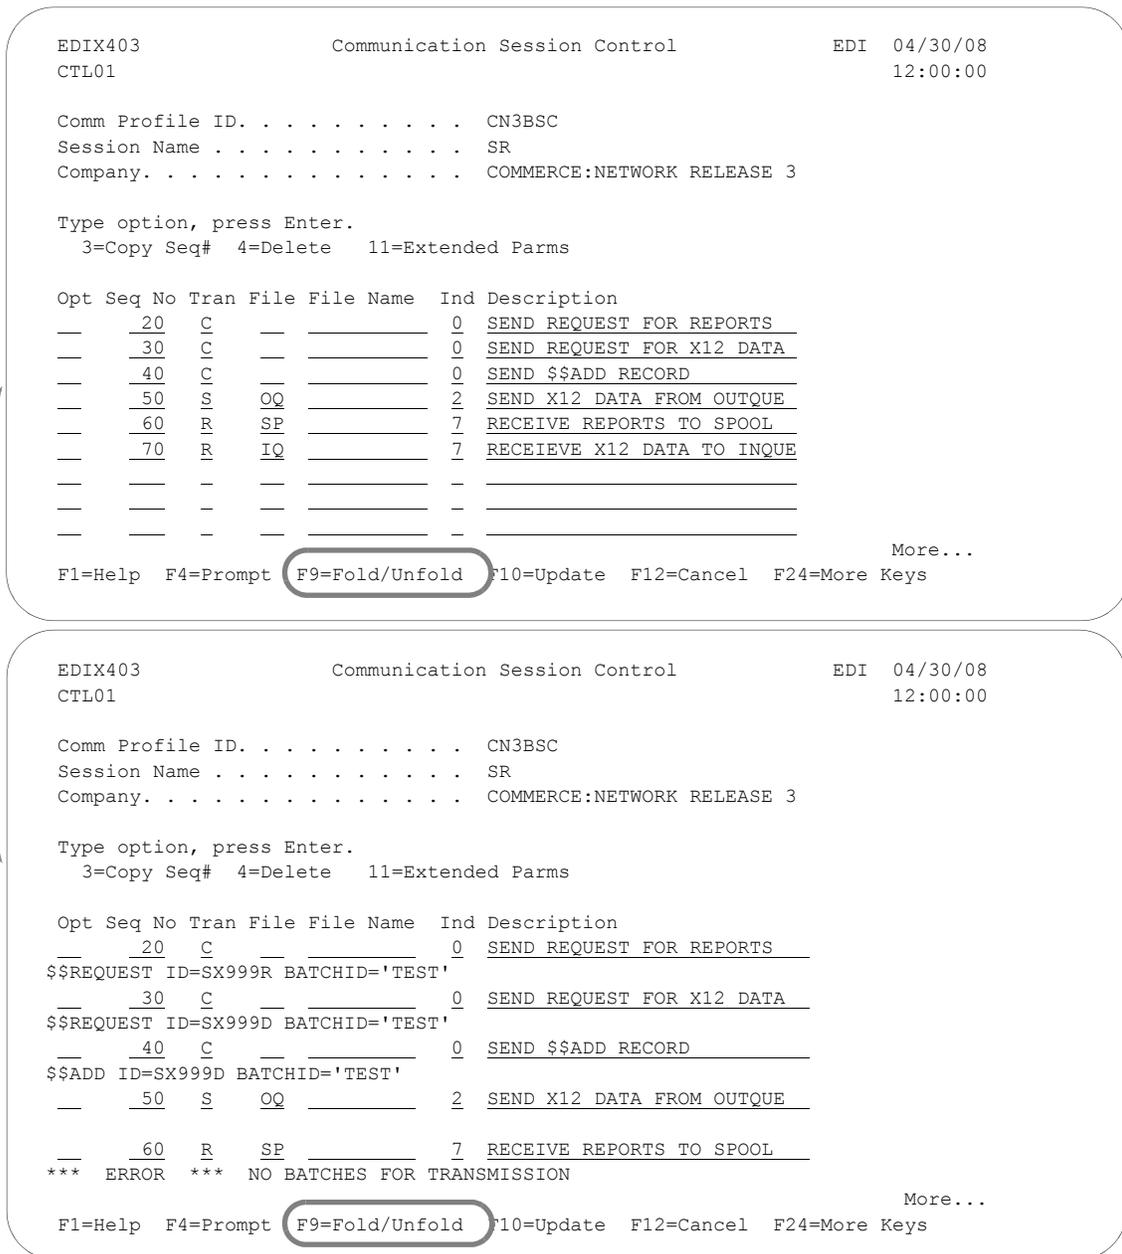 EDIX403 Communication Session Control EDI 04/30/08
CTL01 12:00:00
Comm Profile ID. . . . . . . . . . CN3BSC
Session Name . . . . . . . . . . . SR
Company. . . . . . . . . . . . . . COMMERCE:NETWORK RELEASE 3
Type option, press Enter.
3=Copy Seq# 4=Delete 11=Extended Parms
Opt Seq No Tran File File Name Ind Description
20 C 0 SEND REQUEST FOR REPORTS
30 C 0 SEND REQUEST FOR X12 DATA
40 C 0 SEND $$ADD RECORD
50 S OQ 2 SEND X12 DATA FROM OUTQUE
60 R SP 7 RECEIVE REPORTS TO SPOOL
70 R IQ 7 RECEIEVE X12 DATA TO INQUE
More...
F1=Help F4=Prompt F9=Fold/Unfold F10=Update F12=Cancel F24=More Keys
EDIX403 Communication Session Control EDI 04/30/08
CTL01 12:00:00
Comm Profile ID. . . . . . . . . . CN3BSC
Session Name . . . . . . . . . . . SR
Company. . . . . . . . . . . . . . COMMERCE:NETWORK RELEASE 3
Type option, press Enter.
3=Copy Seq# 4=Delete 11=Extended Parms
Opt Seq No Tran File File Name Ind Description
20 C 0 SEND REQUEST FOR REPORTS
$$REQUEST ID=SX999R BATCHID='TEST'
30 C 0 SEND REQUEST FOR X12 DATA
$$REQUEST ID=SX999D BATCHID='TEST'
40 C 0 SEND $$ADD RECORD
$$ADD ID=SX999D BATCHID='TEST'
50 S OQ 2 SEND X12 DATA FROM OUTQUE
60 R SP 7 RECEIVE REPORTS TO SPOOL
*** ERROR *** NO BATCHES FOR TRANSMISSION
More...
F1=Help F4=Prompt F9=Fold/Unfold F10=Update F12=Cancel F24=More Keys